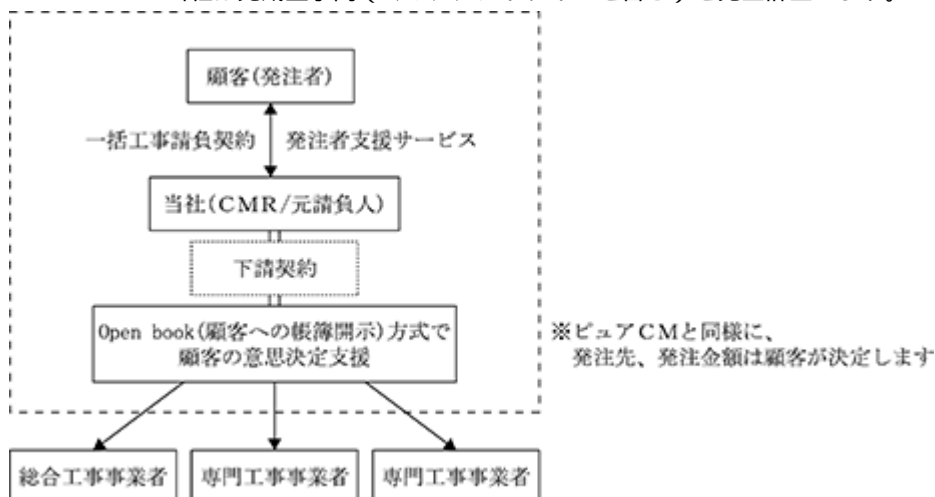 顧客(発注者)
一括工事請負契約 発注者支援サービス
当社(CMR/元請負人)
下請契約
Open book(顧客への帳簿開示)方式で
顧客の意思決定支援
※ピュアCMと同様に、
発注先、発注金額は顧客が決定します
総合工事事業者 専門工事事業者 専門工事事業者